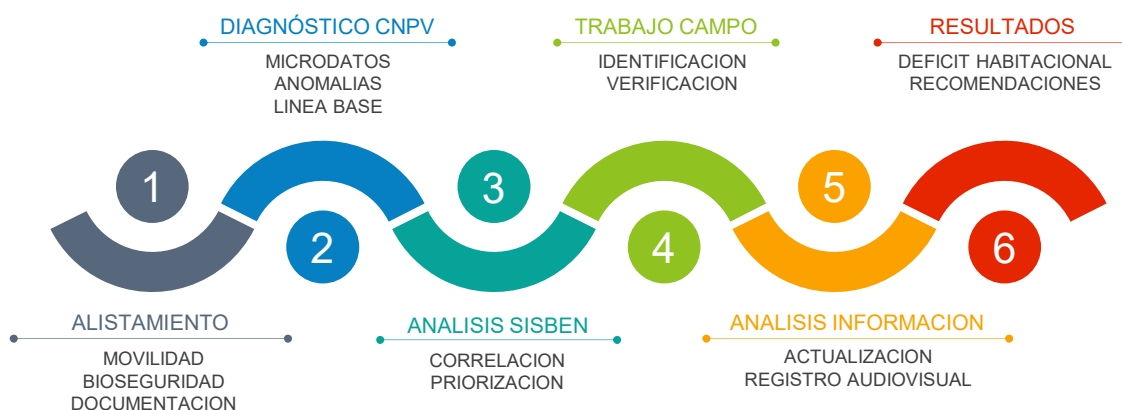 DIAGNÓSTICO CNPV
MICRODATOS
ANOMALIAS
LINEA BASE
TRABAJO CAMPO
IDENTIFICACION
VERIFICACION
RESULTADOS
DEFICIT HABITACIONAL
RECOMENDACIONES
1
2
3
4
5
6
ALISTAMIENTO
MOVILIDAD
BIOSEGURIDAD
DOCUMENTACION
ANALISIS SISBEN
CORRELACION
PRIORIZACION
ANALISIS INFORMACION
ACTUALIZACION
REGISTRO AUDIOVISUAL